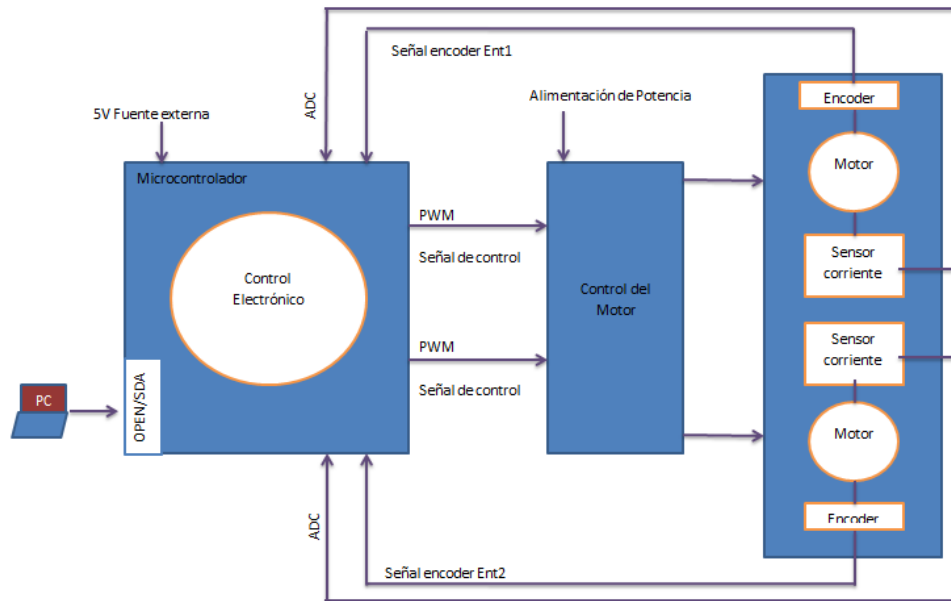 Señal encoder Ent1
ADC
5V Fuente externa
Alimentación de Potencia
Encoder
Motor
Microcontrolador
PWM
Señal de control
Control
Electrónico
Control del
Motor
Sensor
corriente
Sensor
corriente
PWM
Señal de control
PC
OPEN/SDA
Motor
Encoder
ADC
Señal encoder Ent2